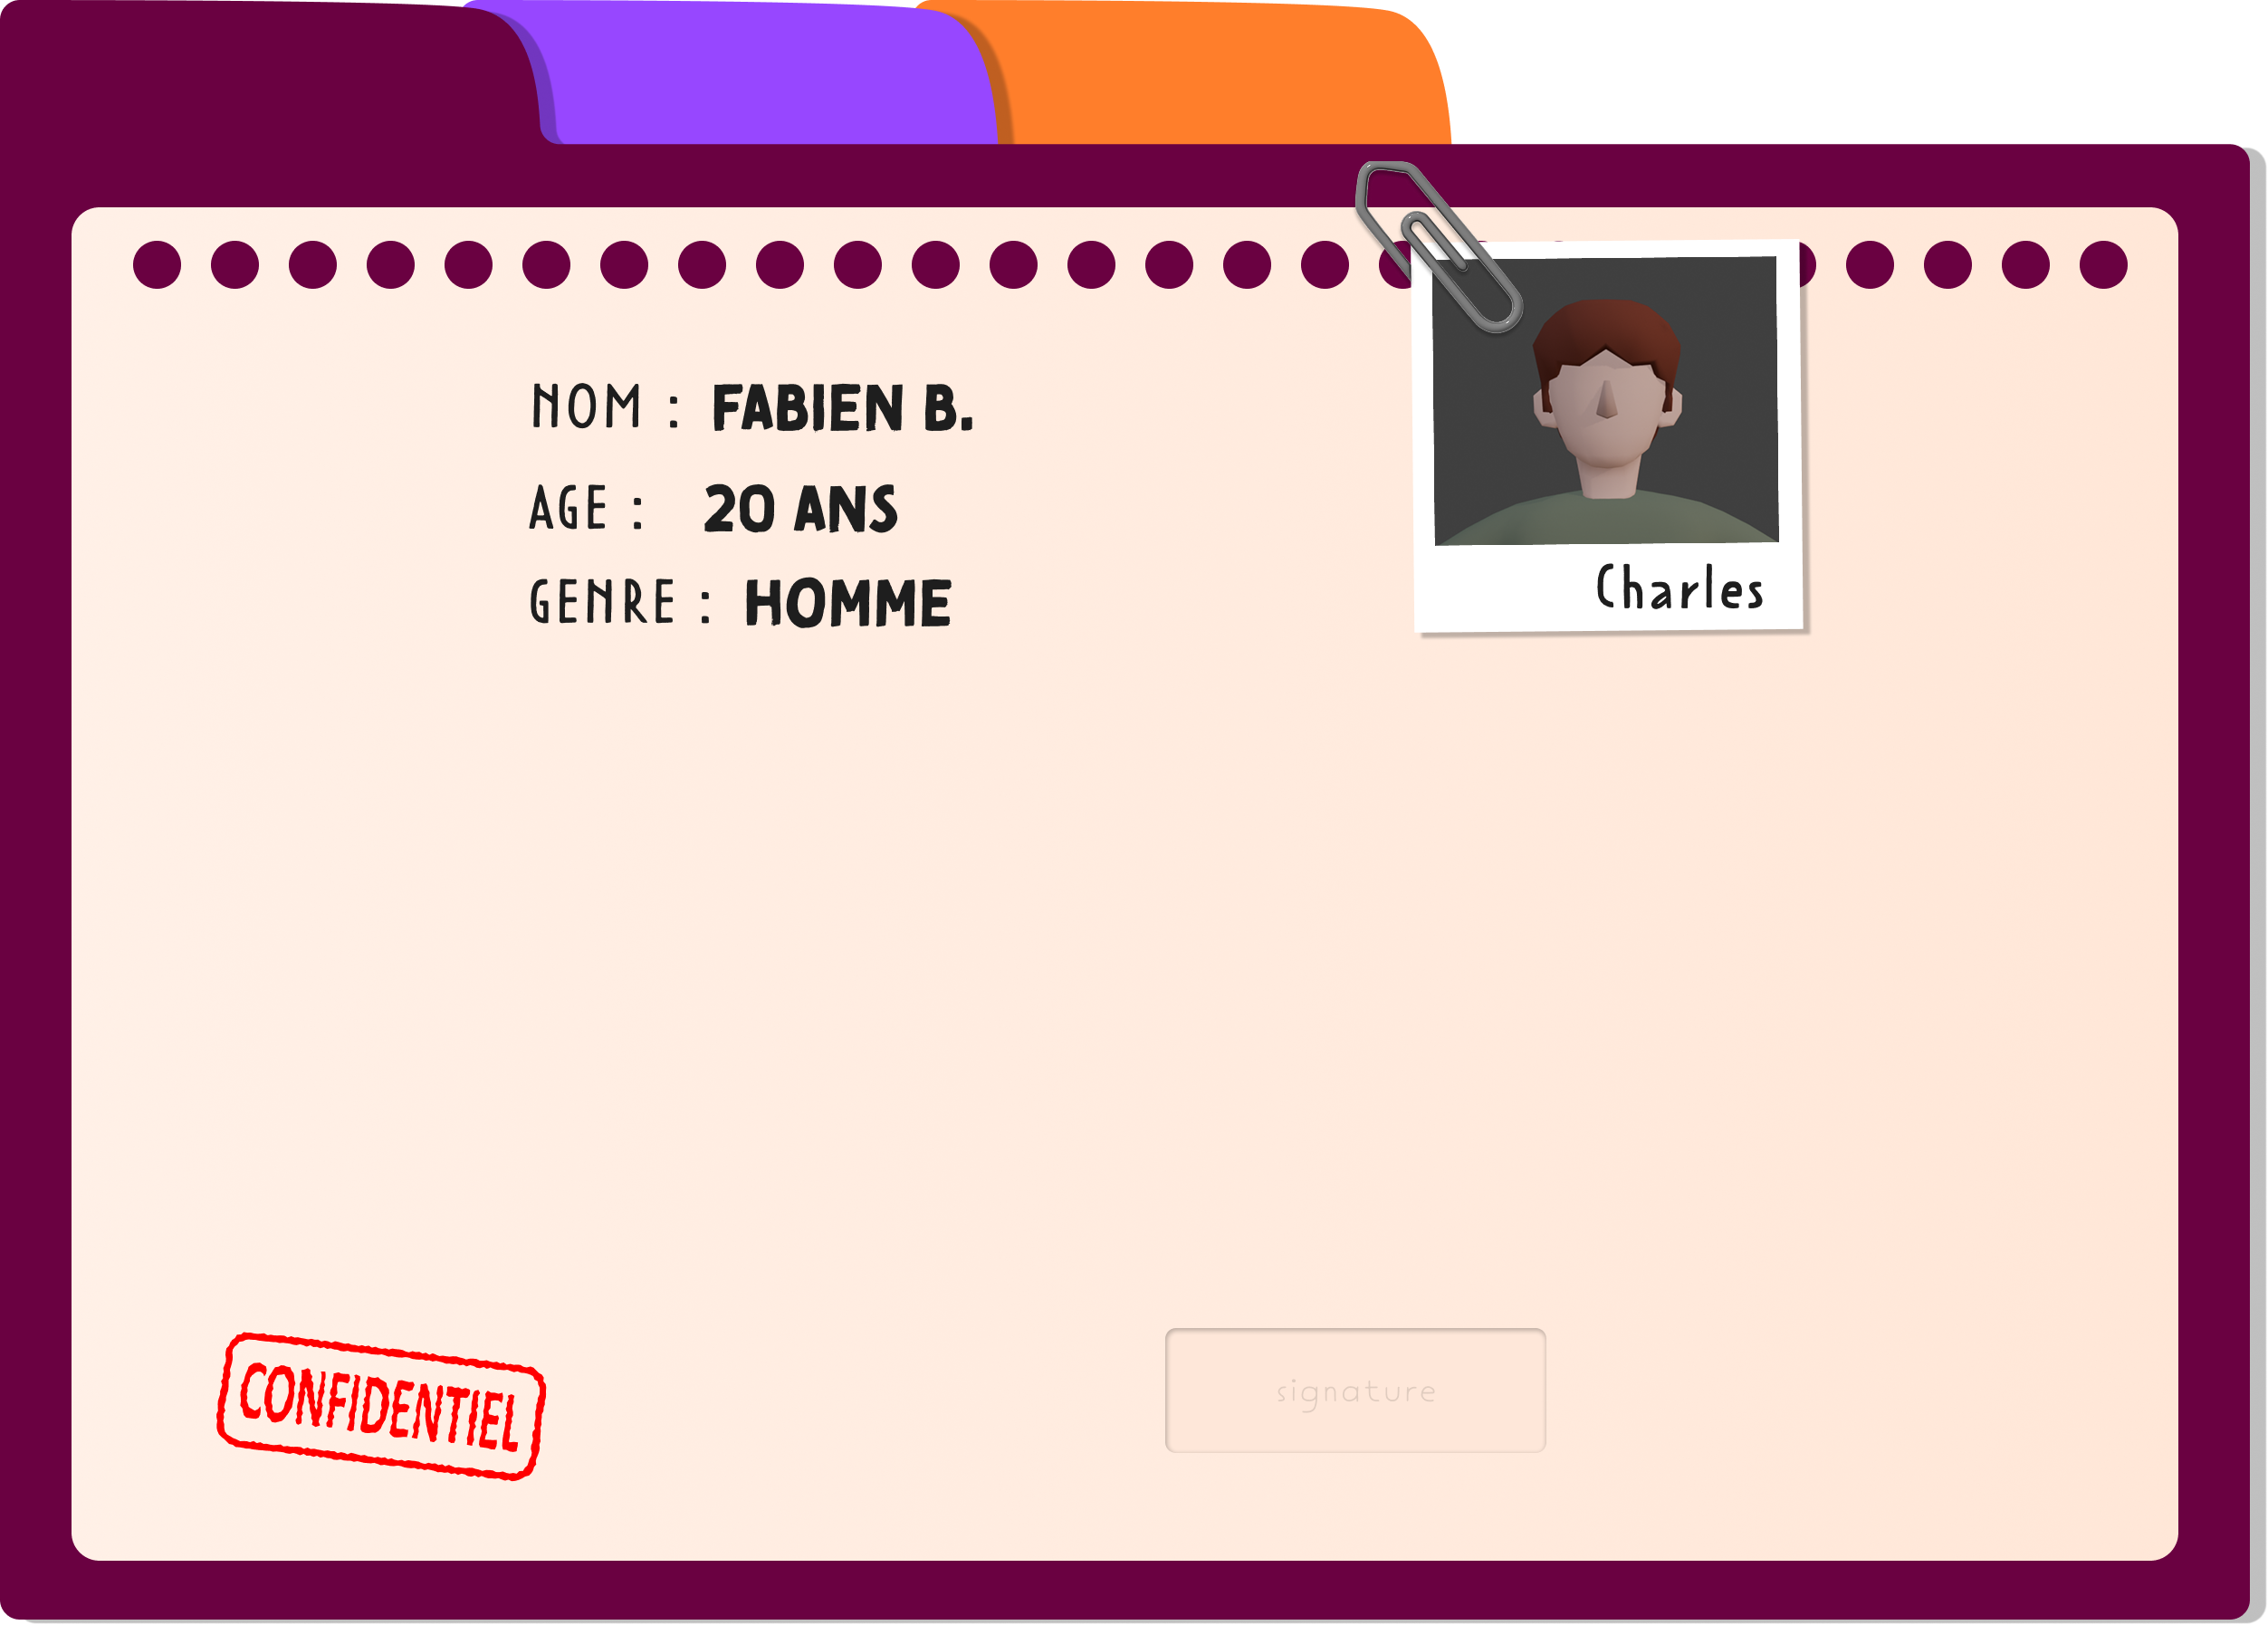 NOM : FABIEN B.
AGE : 20 ANS
GENRE : HOMME
Charles
CONFIDENTIEL
signature